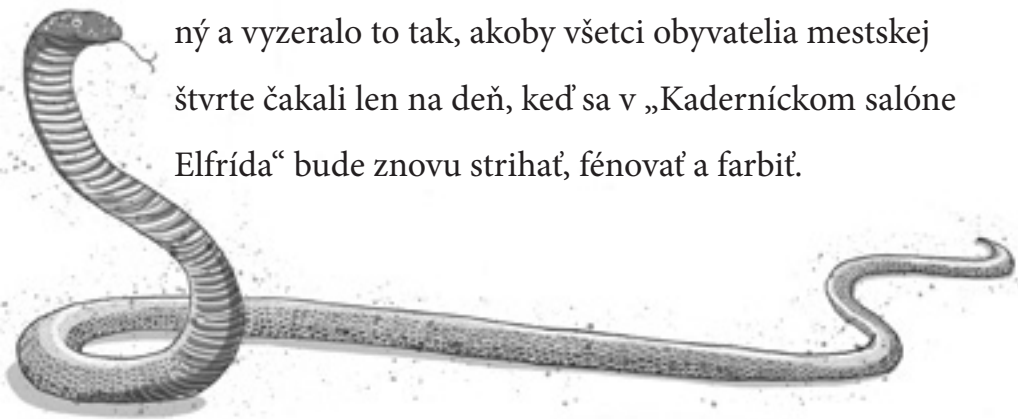 ný a vyzeralo to tak, akoby všetci obyvatelia mestskej
štvrte čakali len na deň, keď sa v „Kaderníckom salóne
Elfrída“ bude znovu strihať, fénovať a farbiť.